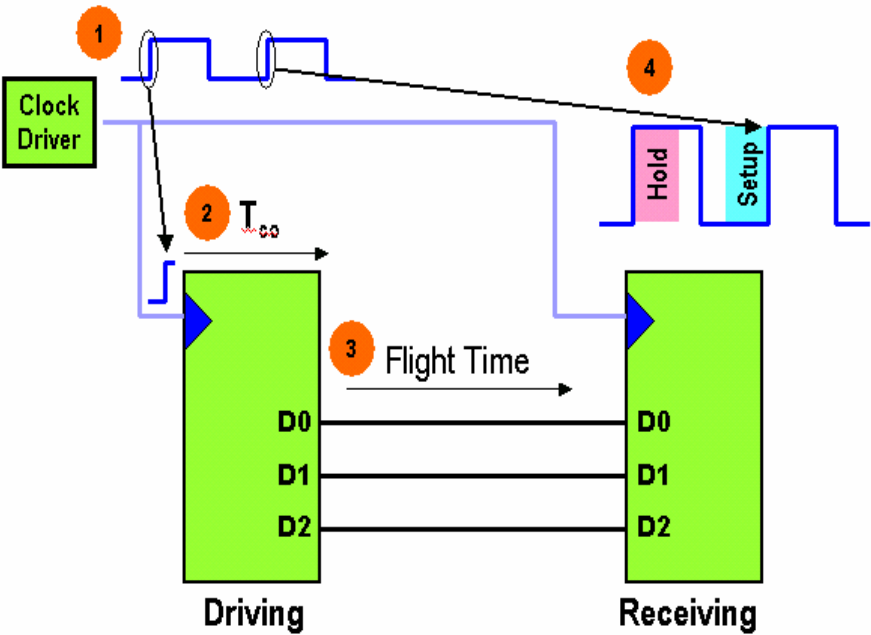 1
4
Clock
Driver
Hold
Setup
2
Tco
3
Flight Time
D0
D0
D1
D1
D2
D2
Driving
Receiving